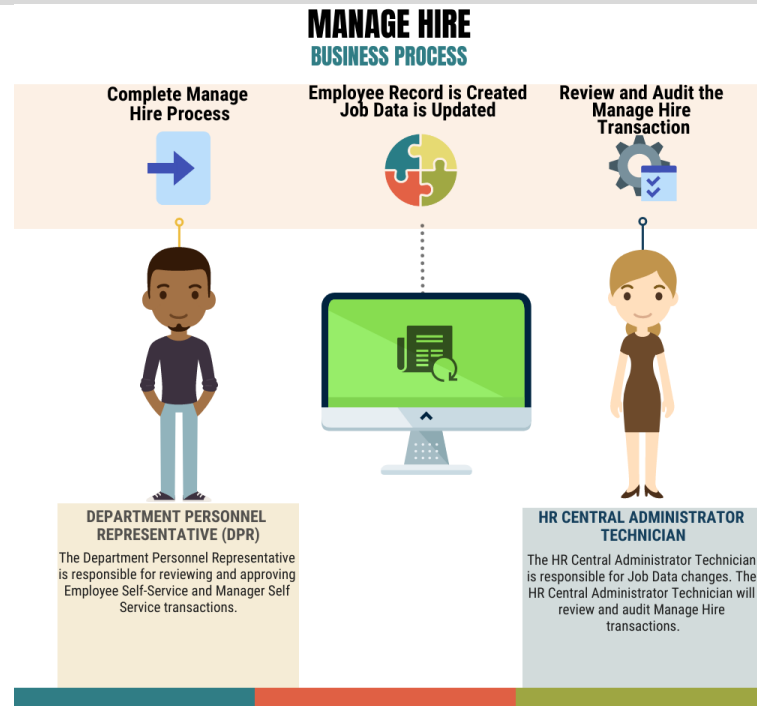 MANAGE HIRE
BUSINESS PROCESS
Complete Manage
Hire Process
Employee Record is Created
Job Data is Updated
Review and Audit the
Manage Hire
Transaction
DEPARTMENT PERSONNEL
REPRESENTATIVE (DPR)
The Department Personnel Representative
is responsible for reviewing and approving
Employee Self-Service and Manager Self
Service transactions.
HR CENTRAL ADMINISTRATOR
TECHNICIAN
The HR Central Administrator Technician
is responsible for Job Data changes. The
HR Central Administrator Technician will
review and audit Manage Hire
transactions.